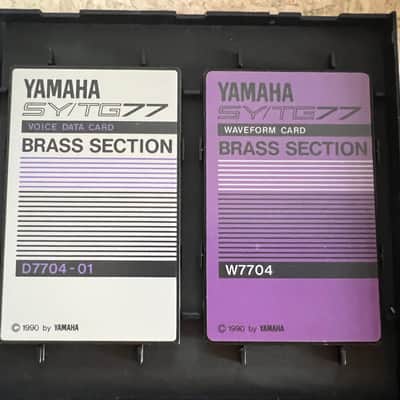 YAMAHA
SY/TG77
VOICE DATA CARD
BRASS SECTION
D7704-01
© 1990 by YAMAHA
YAMAHA
SY/TG77
WAVEFORM CARD
BRASS SECTION
W7704
© 1990 by YAMAHA